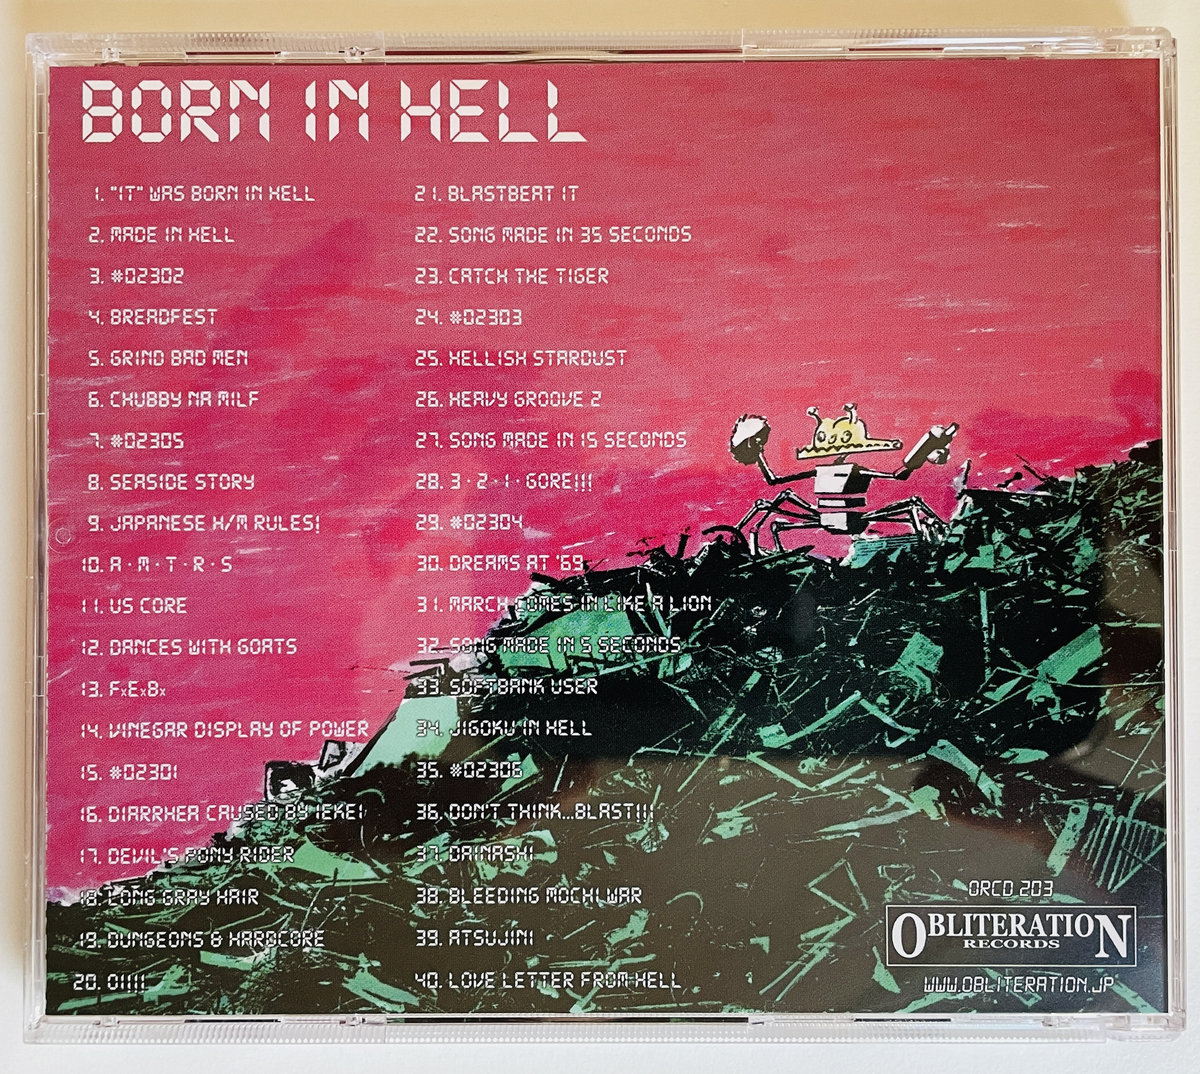 BORN IN HELL
1. "IT" WAS BORN IN HELL
2. MADE IN HELL
3. #02302
4. BREADFEST
5. GRIND BAD MEN
6. CHUBBY NA MILF
7. #02305
8. SEASIDE STORY
9. JAPANESE H/M RULES!
10. A·M·T·R·S
11. US CORE
12. DANCES WITH GOATS
13. FxExBx
14. VINEGAR DISPLAY OF POWER
15. #02301
16. DIARRHEA CAUSED BY IEKEI
17. DEVIL'S PONY RIDER
18. LONG GRAY HAIR
19. DUNGEONS & HARDCORE
20. OI!!!
21. BLASTBEAT IT
22. SONG MADE IN 35 SECONDS
23. CATCH THE TIGER
24. #02303
25. HELLISH STARDUST
26. HEAVY GROOVE 2
27. SONG MADE IN 15 SECONDS
28. 3·2·1·GORE!!!
29. #02304
30. DREAMS AT '69
31. MARCH COMES IN LIKE A LION
32. SONG MADE IN 5 SECONDS
33. SOFTBANK USER
34. JIGOKU IN HELL
35. #02306
36. DON'T THINK...BLAST!!!
37. DAINASHI
38. BLEEDING MOCHI WAR
39. ATSUJINI
40. LOVE LETTER FROM HELL
ORCD 203
OBLITERATION
RECORDS
WWW.OBLITERATION.JP